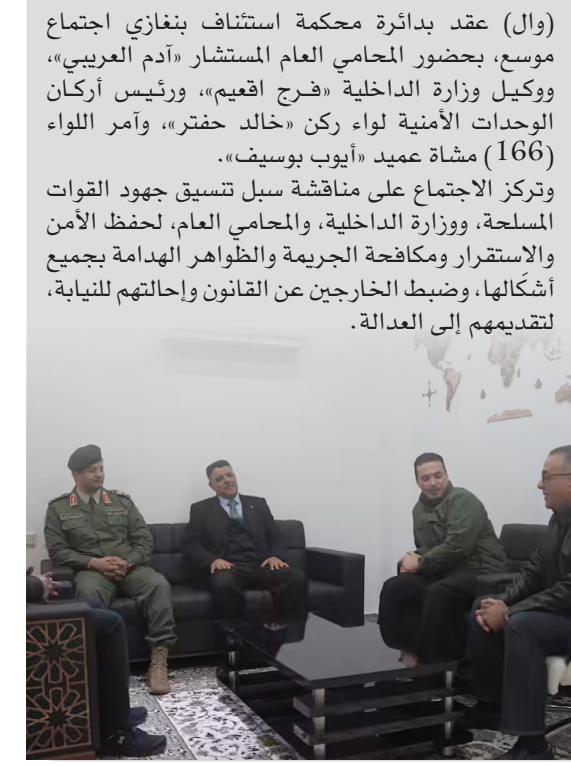 (وال) عقد بدائرة محكمة استئناف بنغازي اجتماع
موسع، بحضور المحامي العام المستشار «آدم العريبي»،
ووكيل وزارة الداخلية «فرج اقعيم»، ورئيس أركان
الوحدات الأمنية لواء ركن «خالد حفتر»، وآمر اللواء
(166) مشاة عميد «أيوب بوسيف».
وتركز الاجتماع على مناقشة سبل تنسيق جهود القوات
المسلحة، ووزارة الداخلية، والمحامي العام، لحفظ الأمن
والاستقرار ومكافحة الجريمة والظواهر الهدامة بجميع
أشكَالها، وضبط الخارجين عن القانون وإحالتهم للنيابة،
لتقديمهم إلى العدالة.